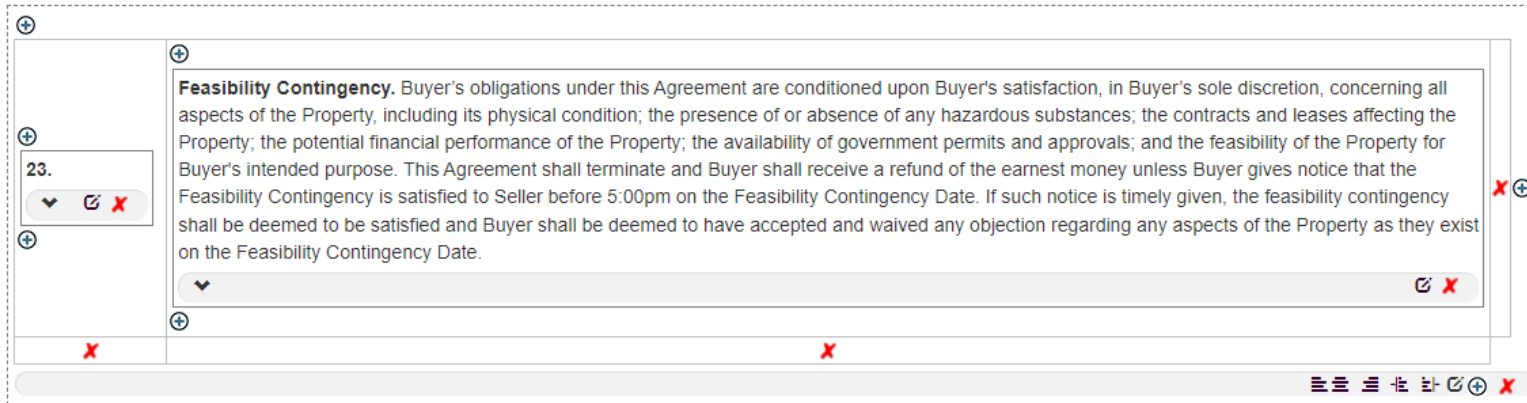 23.
Feasibility Contingency. Buyer’s obligations under this Agreement are conditioned upon Buyer's satisfaction, in Buyer’s sole discretion, concerning all
aspects of the Property, including its physical condition; the presence of or absence of any hazardous substances; the contracts and leases affecting the
Property; the potential financial performance of the Property; the availability of government permits and approvals; and the feasibility of the Property for
Buyer's intended purpose. This Agreement shall terminate and Buyer shall receive a refund of the earnest money unless Buyer gives notice that the
Feasibility Contingency is satisfied to Seller before 5:00pm on the Feasibility Contingency Date. If such notice is timely given, the feasibility contingency
shall be deemed to be satisfied and Buyer shall be deemed to have accepted and waived any objection regarding any aspects of the Property as they exist
on the Feasibility Contingency Date.